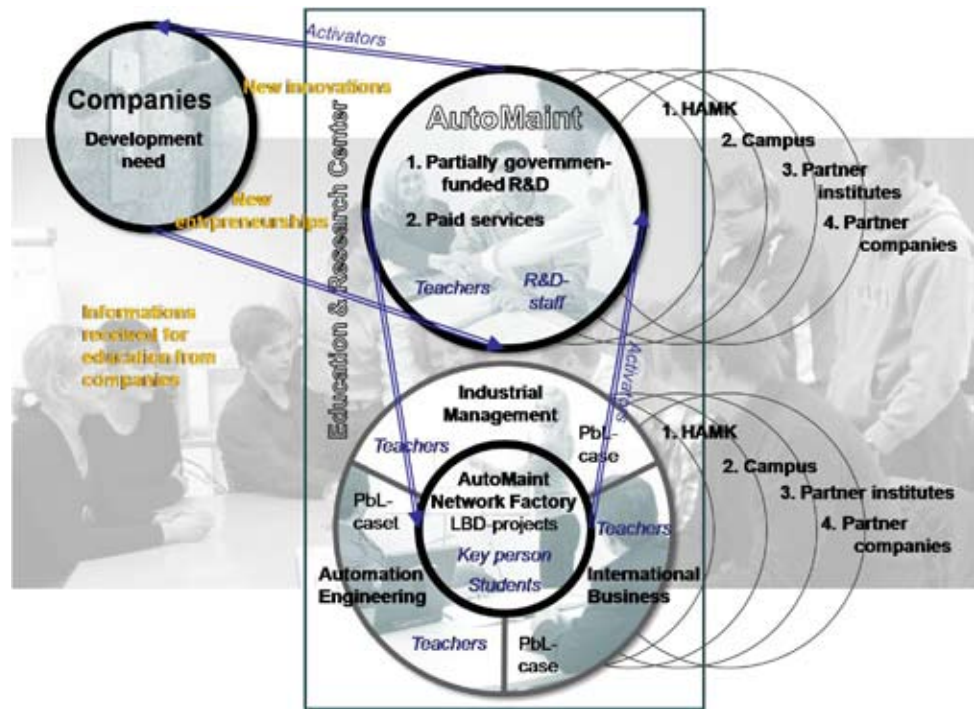 Activators
Companies
Development
need
New innovations
New
entrepreneurships
Informations
received for
education from
companies
Education & Research Center
AutoMaint
1. Partially governmen-
funded R&D
2. Paid services
Teachers
R&D-
staff
1. HAMK
2. Campus
3. Partner
institutes
4. Partner
companies
Activators
Industrial
Management
Teachers
PbL-
case
AutoMaint
Network Factory
LBD-projects
Key person
Students
PbL-
caset
Automation
Engineering
Teachers
PbL-
case
Teachers
International
Business
1. HAMK
2. Campus
3. Partner institutes
4. Partner
companies